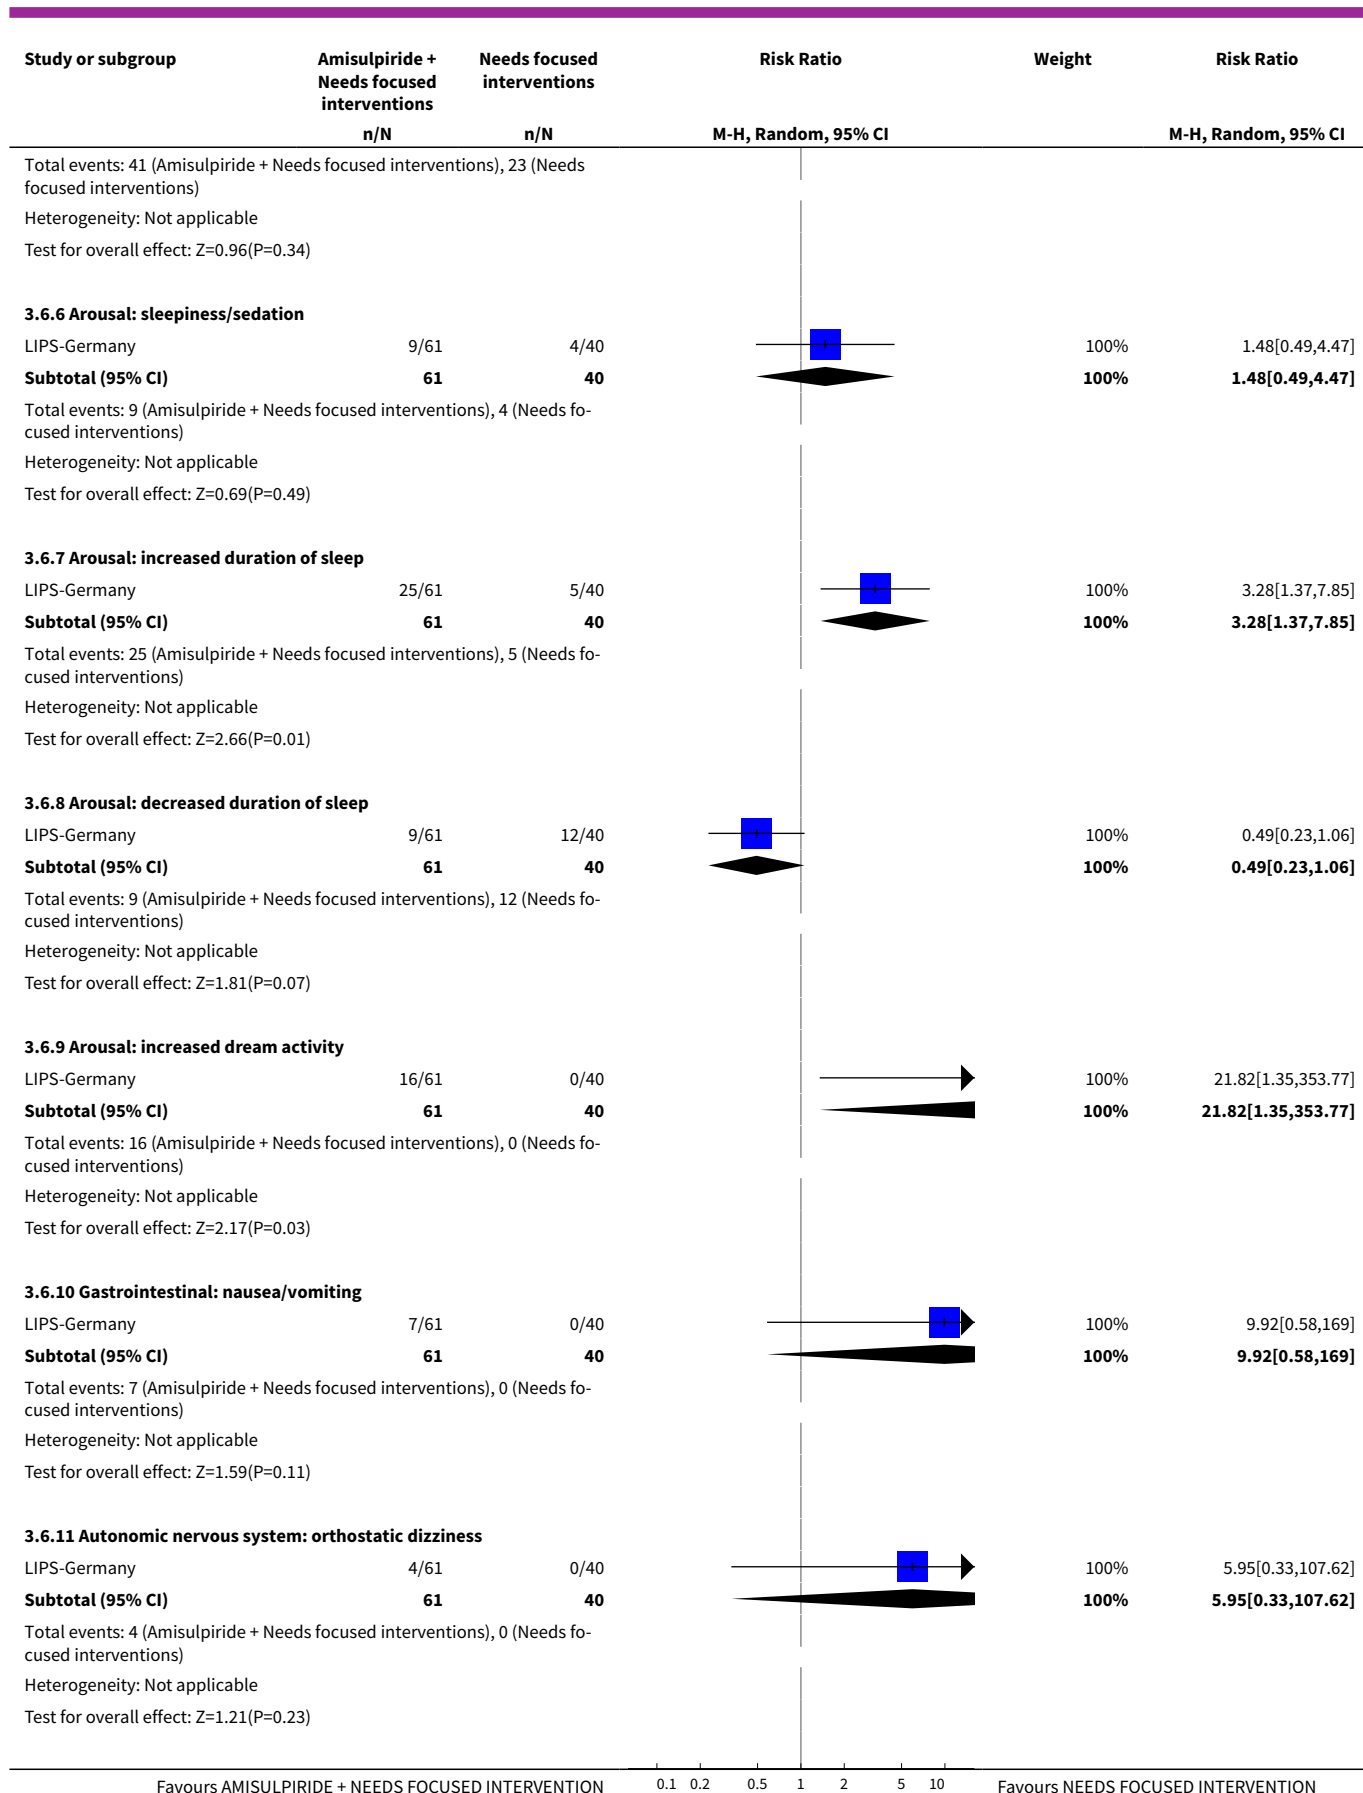 Study or subgroup Amisulpiride + Needs focused Risk Ratio Weight Risk Ratio
Needs focused interventions
interventions
n/N n/N M-H, Random, 95% CI M-H, Random, 95% CI
Total events: 41 (Amisulpiride + Needs focused interventions), 23 (Needs
focused interventions)
Heterogeneity: Not applicable
Test for overall effect: Z=0.96(P=0.34)
3.6.6 Arousal: sleepiness/sedation
LIPS-Germany 9/61 4/40 100% 1.48[0.49,4.47]
Subtotal (95% CI) 61 40 100% 1.48[0.49,4.47]
Total events: 9 (Amisulpiride + Needs focused interventions), 4 (Needs fo-
cused interventions)
Heterogeneity: Not applicable
Test for overall effect: Z=0.69(P=0.49)
3.6.7 Arousal: increased duration of sleep
LIPS-Germany 25/61 5/40 100% 3.28[1.37,7.85]
Subtotal (95% CI) 61 40 100% 3.28[1.37,7.85]
Total events: 25 (Amisulpiride + Needs focused interventions), 5 (Needs fo-
cused interventions)
Heterogeneity: Not applicable
Test for overall effect: Z=2.66(P=0.01)
3.6.8 Arousal: decreased duration of sleep
LIPS-Germany 9/61 12/40 100% 0.49[0.23,1.06]
Subtotal (95% CI) 61 40 100% 0.49[0.23,1.06]
Total events: 9 (Amisulpiride + Needs focused interventions), 12 (Needs fo-
cused interventions)
Heterogeneity: Not applicable
Test for overall effect: Z=1.81(P=0.07)
3.6.9 Arousal: increased dream activity
LIPS-Germany 16/61 0/40 100% 21.82[1.35,353.77]
Subtotal (95% CI) 61 40 100% 21.82[1.35,353.77]
Total events: 16 (Amisulpiride + Needs focused interventions), 0 (Needs fo-
cused interventions)
Heterogeneity: Not applicable
Test for overall effect: Z=2.17(P=0.03)
3.6.10 Gastrointestinal: nausea/vomiting
LIPS-Germany 7/61 0/40 100% 9.92[0.58,169]
Subtotal (95% CI) 61 40 100% 9.92[0.58,169]
Total events: 7 (Amisulpiride + Needs focused interventions), 0 (Needs fo-
cused interventions)
Heterogeneity: Not applicable
Test for overall effect: Z=1.59(P=0.11)
3.6.11 Autonomic nervous system: orthostatic dizziness
LIPS-Germany 4/61 0/40 100% 5.95[0.33,107.62]
Subtotal (95% CI) 61 40 100% 5.95[0.33,107.62]
Total events: 4 (Amisulpiride + Needs focused interventions), 0 (Needs fo-
cused interventions)
Heterogeneity: Not applicable
Test for overall effect: Z=1.21(P=0.23)
Favours AMISULPIRIDE + NEEDS FOCUSED INTERVENTION 0.1 0.2 0.5 1 2 5 10 Favours NEEDS FOCUSED INTERVENTION